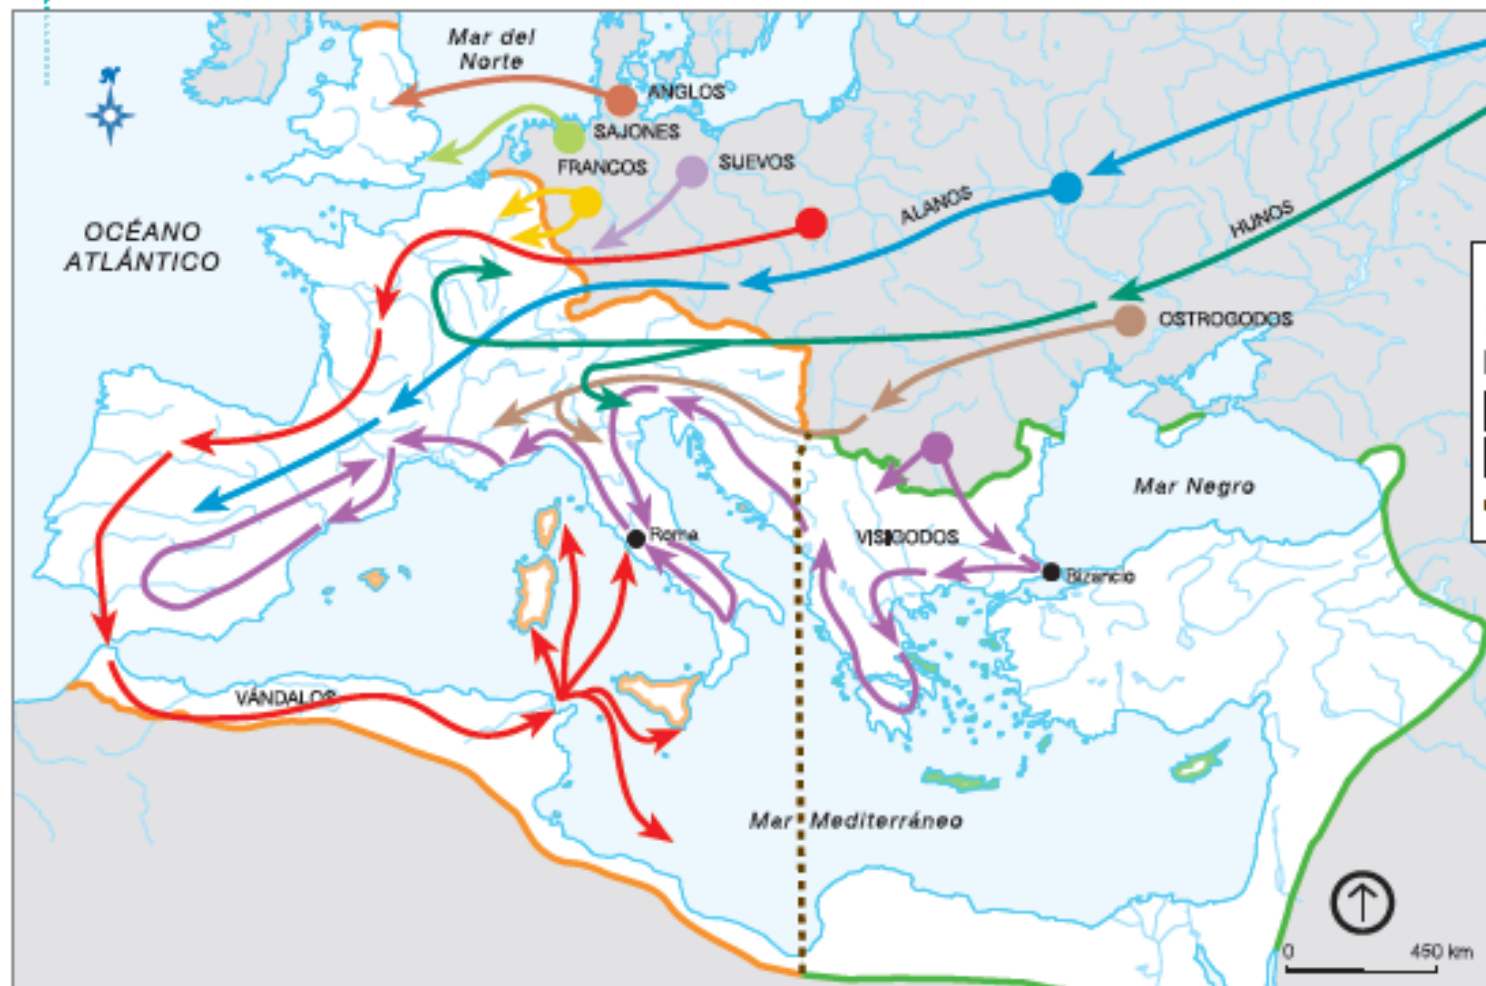 Mar del
Norte
N
ANGLOS
SAJONES
FRANCOS
SUEVOS
OCÉANO
ATLÁNTICO
ALANOS
HUNOS
OSTROGODOS
Mar Negro
Roma
VISIGODOS
Bizancio
VÁNDALOS
Mar Mediterráneo
0 450 km